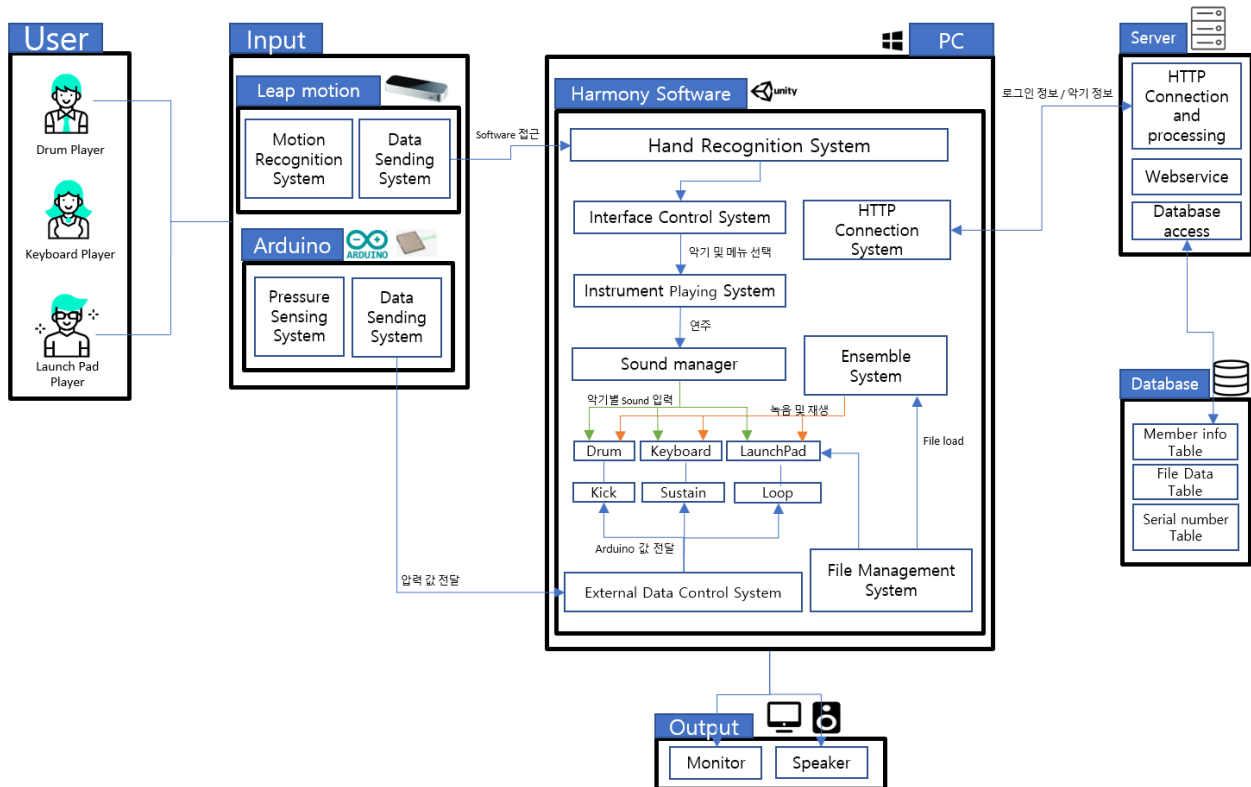 User
Drum Player
Keyboard Player
Launch Pad
Player
Input
Leap motion
Motion
Recognition
System
Data
Sending
System
Arduino
ARDUINO
Pressure
Sensing
System
Data
Sending
System
Software 접근
압력 값 전달
PC
Harmony Software
unity
Hand Recognition System
Interface Control System
악기 및 메뉴 선택
Instrument Playing System
연주
Sound manager
악기별 Sound 입력
녹음 및 재생
Drum
Keyboard
LaunchPad
Kick
Sustain
Loop
Arduino 값 전달
External Data Control System
HTTP
Connection
System
Ensemble
System
File load
File Management
System
로그인 정보 / 악기 정보
Server
HTTP
Connection
and
processing
Webservice
Database
access
Database
Member info
Table
File Data
Table
Serial number
Table
Output
Monitor
Speaker